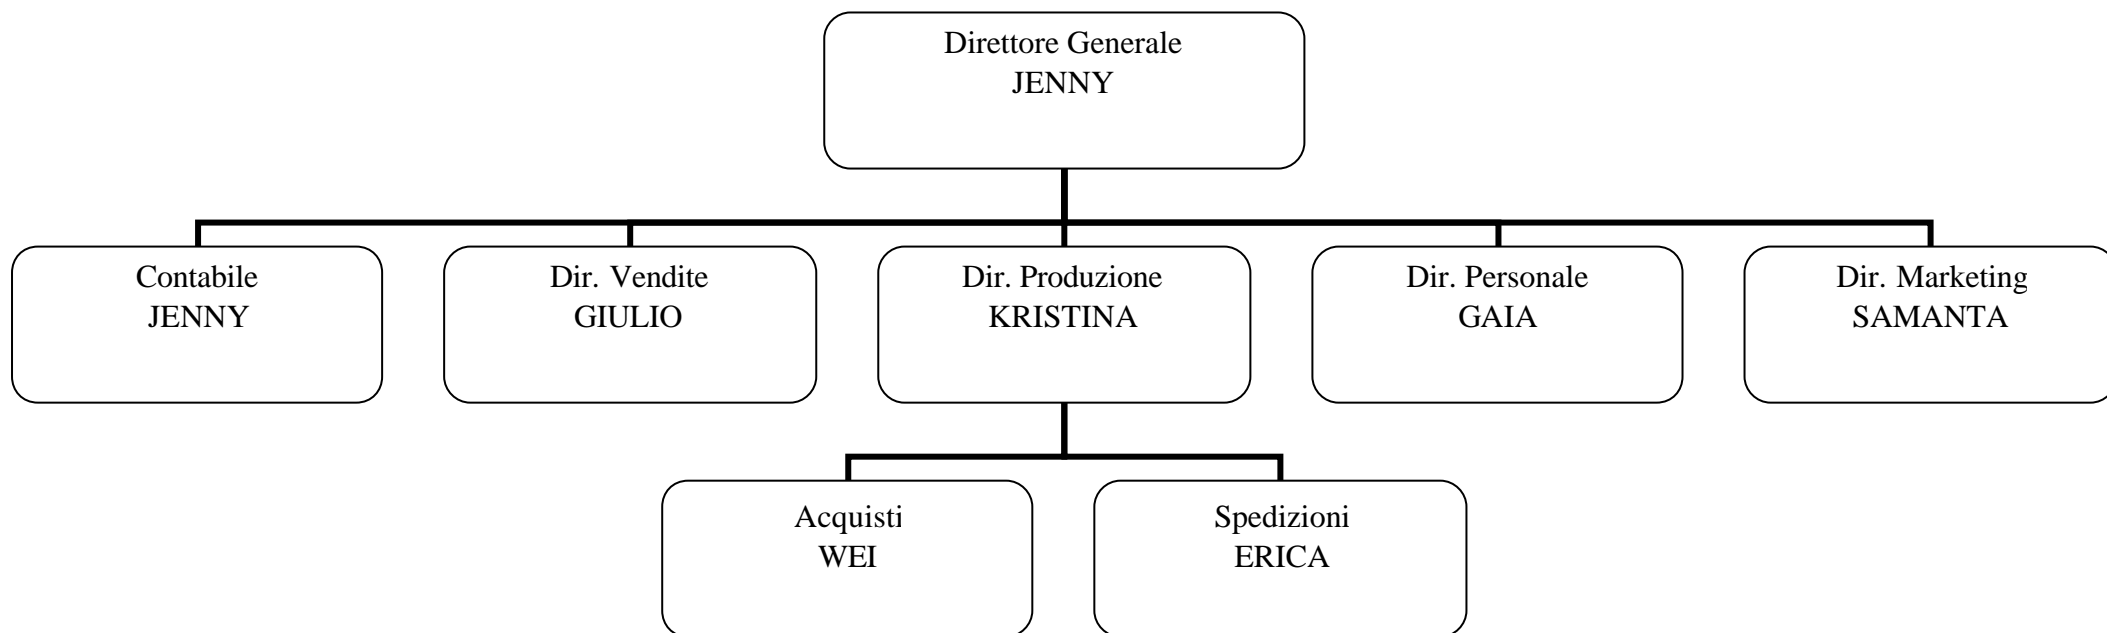 Direttore Generale
JENNY
Contabile
JENNY
Dir. Vendite
GIULIO
Dir. Produzione
KRISTINA
Dir. Personale
GAIA
Dir. Marketing
SAMANTA
Acquisti
WEI
Spedizioni
ERICA